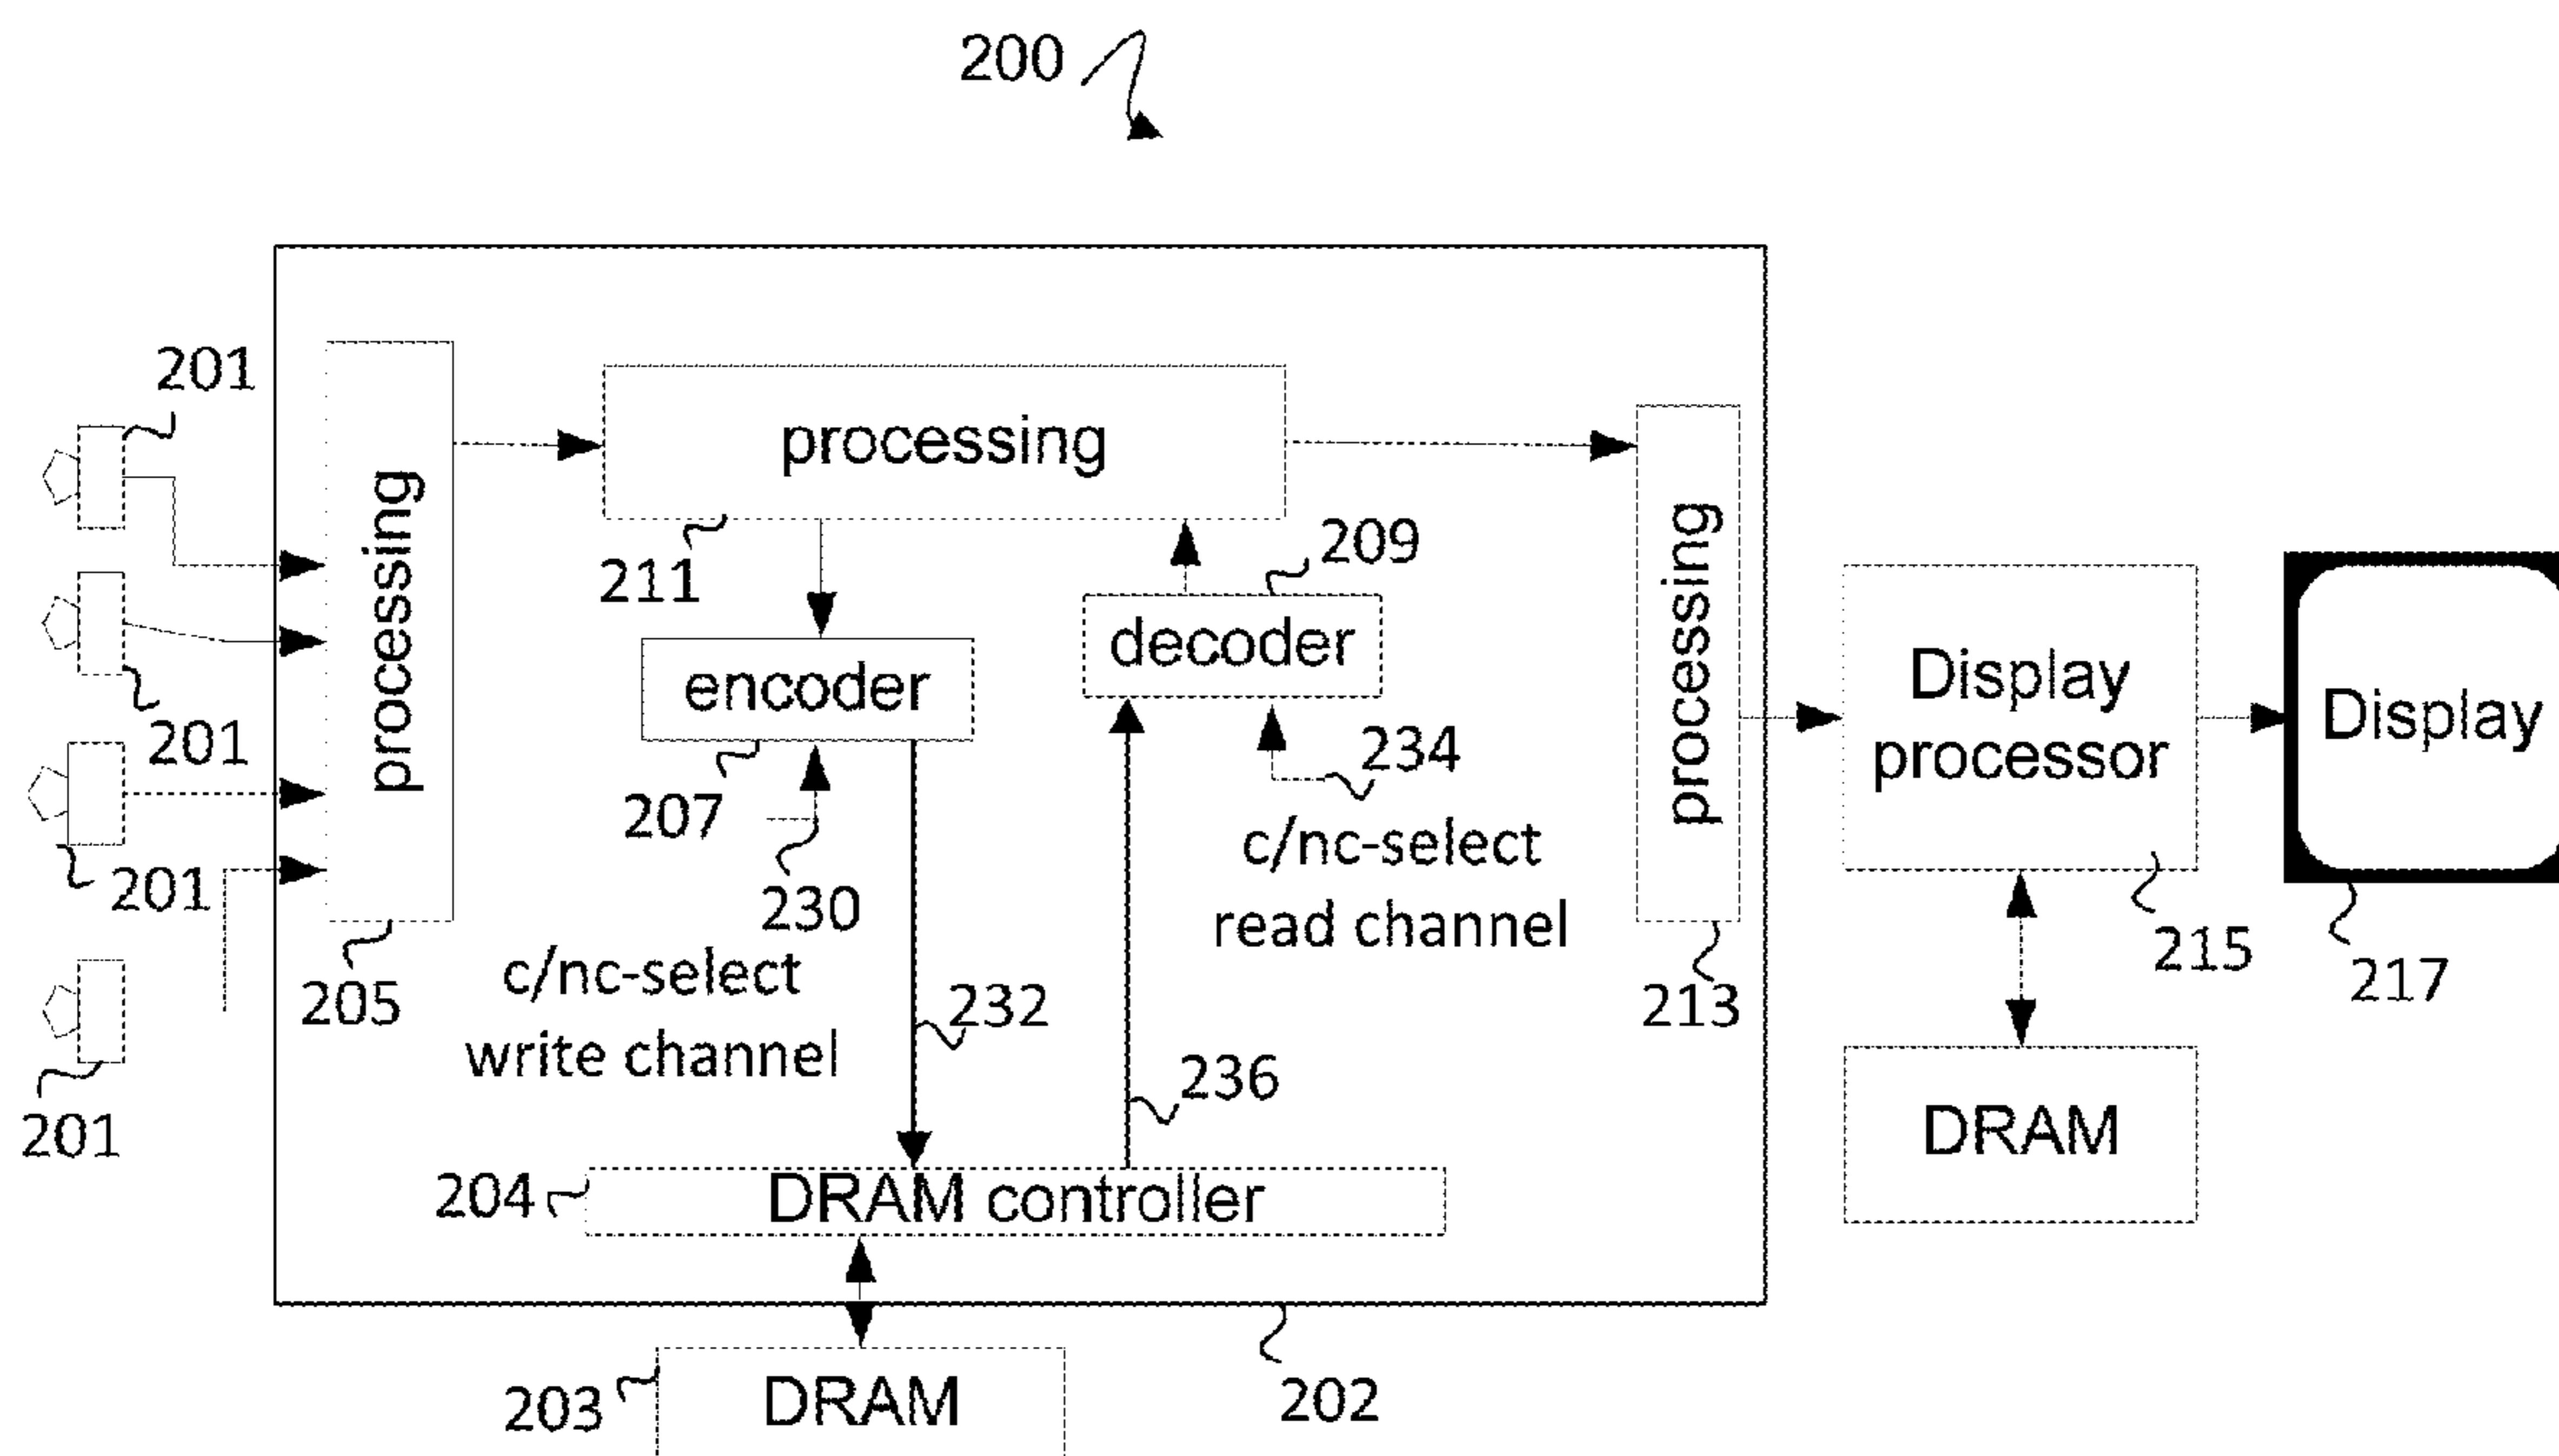 200
201
processing
processing
211
209
decoder
encoder
201
207
230
234
c/nc-select
read channel
201
205
c/nc-select
write channel
232
236
201
processing
213
Display
processor
215
Display
217
DRAM
204
DRAM controller
203
DRAM
202